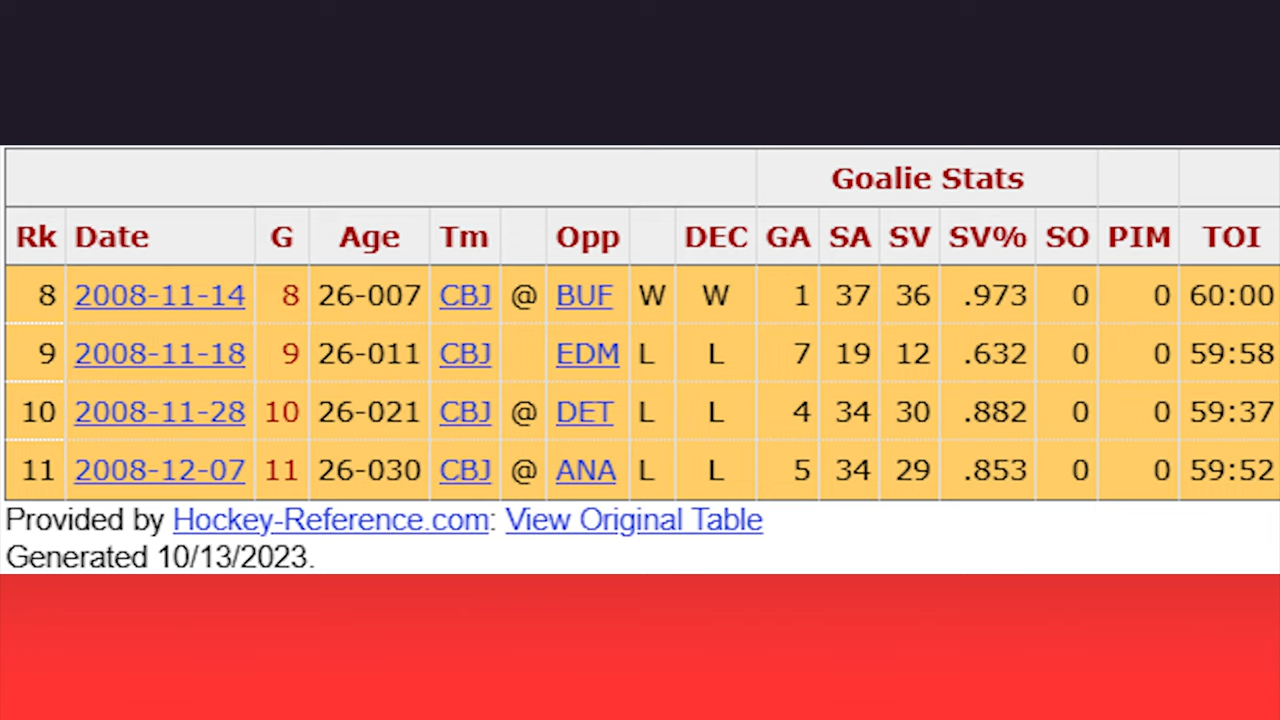 Goalie Stats
Rk Date G Age Tm Opp DEC GA SA SV SV% SO PIM TOI
8 2008-11-14 8 26-007 CBJ @ BUF W W 1 37 36 .973 0 0 60:00
9 2008-11-18 9 26-011 CBJ EDM L L 7 19 12 .632 0 0 59:58
10 2008-11-28 10 26-021 CBJ @ DET L L 4 34 30 .882 0 0 59:37
11 2008-12-07 11 26-030 CBJ @ ANA L L 5 34 29 .853 0 0 59:52
Provided by Hockey-Reference.com: View Original Table
Generated 10/13/2023.